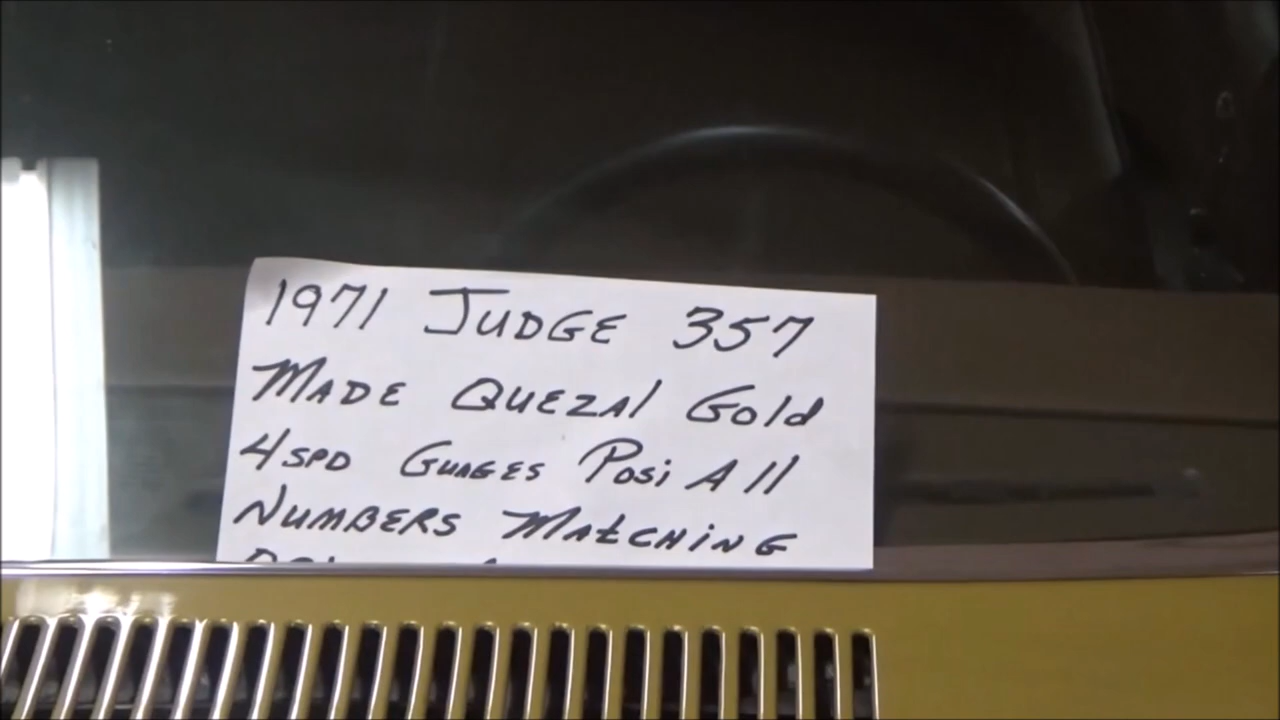 1971 JUDGE 357
MADE QUEZAl Gold
4SPD GUAGES Posi All
NUMBERS MAtCHiNG